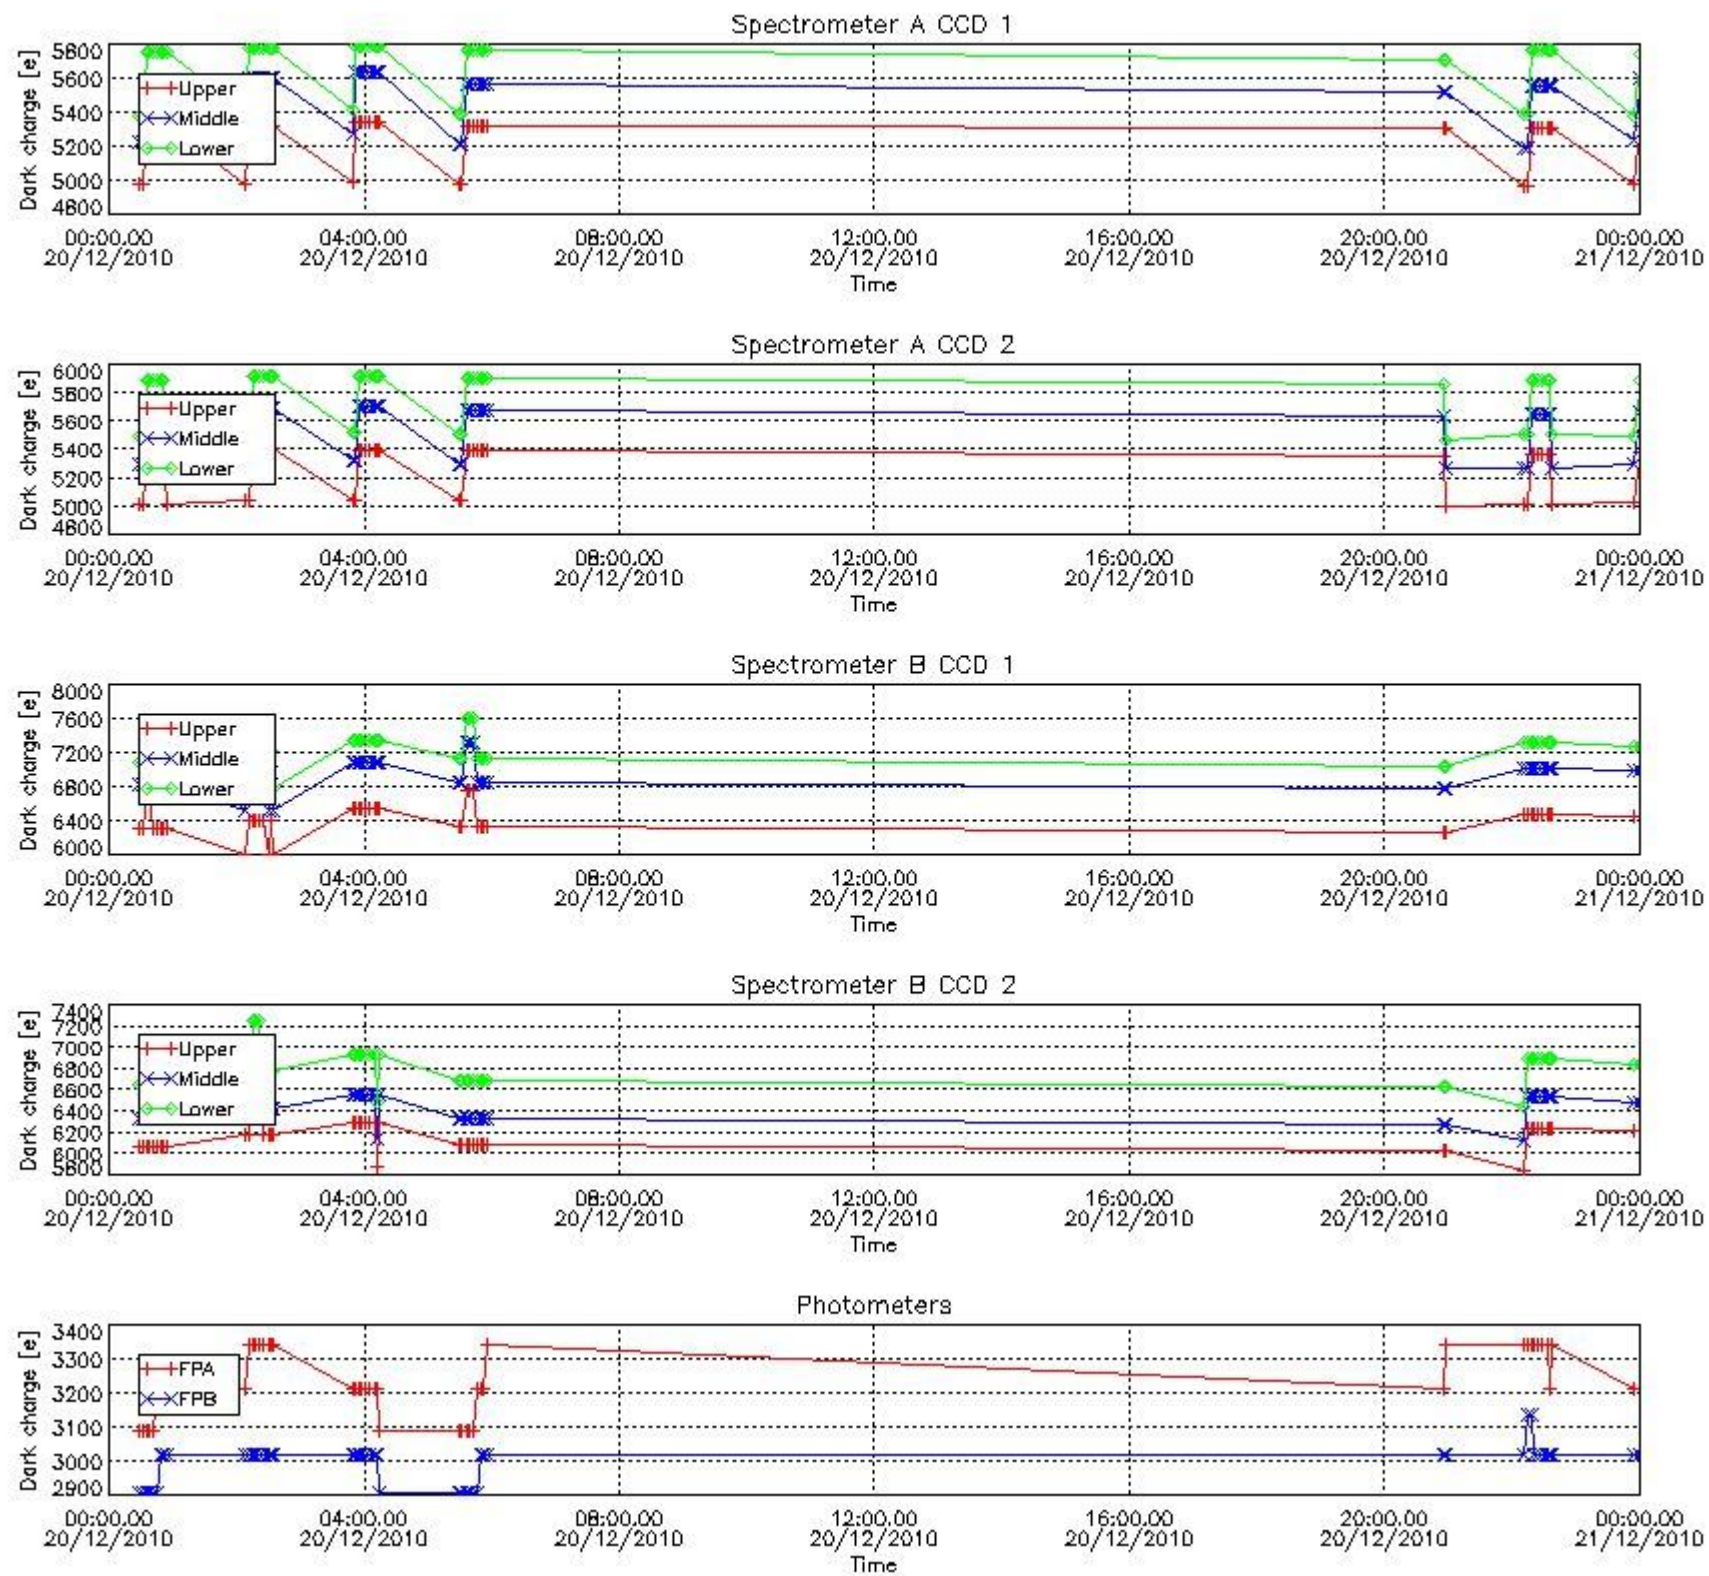 Spectrometer A CCD 1
Dark charge [e]
5800
5600
5400
5200
5000
4800
Upper
Middle
Lower
00:00.00 04:00.00 08:00.00 12:00.00 16:00.00 20:00.00 00:00.00
20/12/2010 20/12/2010 20/12/2010 20/12/2010 20/12/2010 20/12/2010 21/12/2010
Time
Spectrometer A CCD 2
Dark charge [e]
6000
5800
5600
5400
5200
5000
4800
Upper
Middle
Lower
00:00.00 04:00.00 08:00.00 12:00.00 16:00.00 20:00.00 00:00.00
20/12/2010 20/12/2010 20/12/2010 20/12/2010 20/12/2010 20/12/2010 21/12/2010
Time
Spectrometer B CCD 1
Dark charge [e]
8000
7600
7200
6800
6400
6000
Upper
Middle
Lower
00:00.00 04:00.00 08:00.00 12:00.00 16:00.00 20:00.00 00:00.00
20/12/2010 20/12/2010 20/12/2010 20/12/2010 20/12/2010 20/12/2010 21/12/2010
Time
Spectrometer B CCD 2
Dark charge [e]
7400
7200
7000
6800
6600
6400
6200
6000
5800
Upper
Middle
Lower
00:00.00 04:00.00 08:00.00 12:00.00 16:00.00 20:00.00 00:00.00
20/12/2010 20/12/2010 20/12/2010 20/12/2010 20/12/2010 20/12/2010 21/12/2010
Time
Photometers
Dark charge [e]
3400
3300
3200
3100
3000
2900
FPA
FPB
00:00.00 04:00.00 08:00.00 12:00.00 16:00.00 20:00.00 00:00.00
20/12/2010 20/12/2010 20/12/2010 20/12/2010 20/12/2010 20/12/2010 21/12/2010
Time